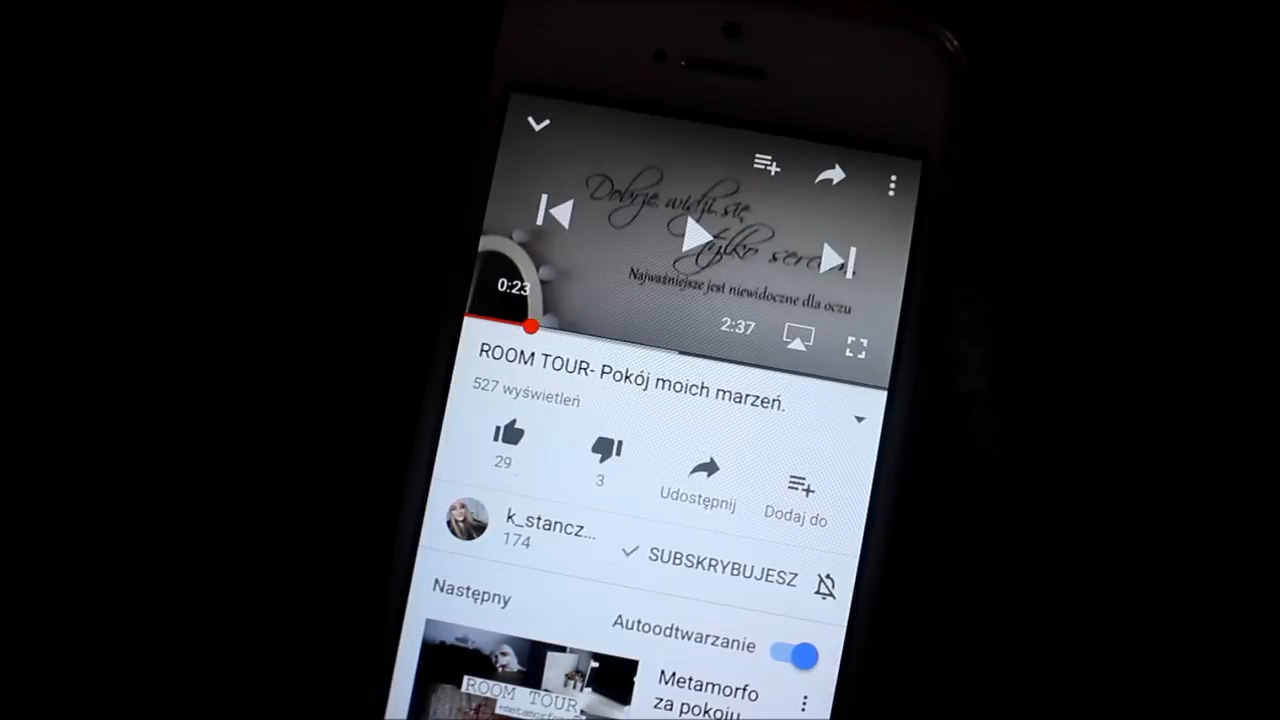 Dobrze widzi się
tylko sercem.
Najważniejsze jest niewidoczne dla oczu
0:23
2:37
ROOM TOUR- Pokój moich marzeń.
527 wyświetleń
29
3
Udostępnij
Dodaj do
k_stancz...
174
SUBSKRYBUJESZ
Następny
Autoodtwarzanie
ROOM TOUR
+metamorfoza
Metamorfo
za pokoju